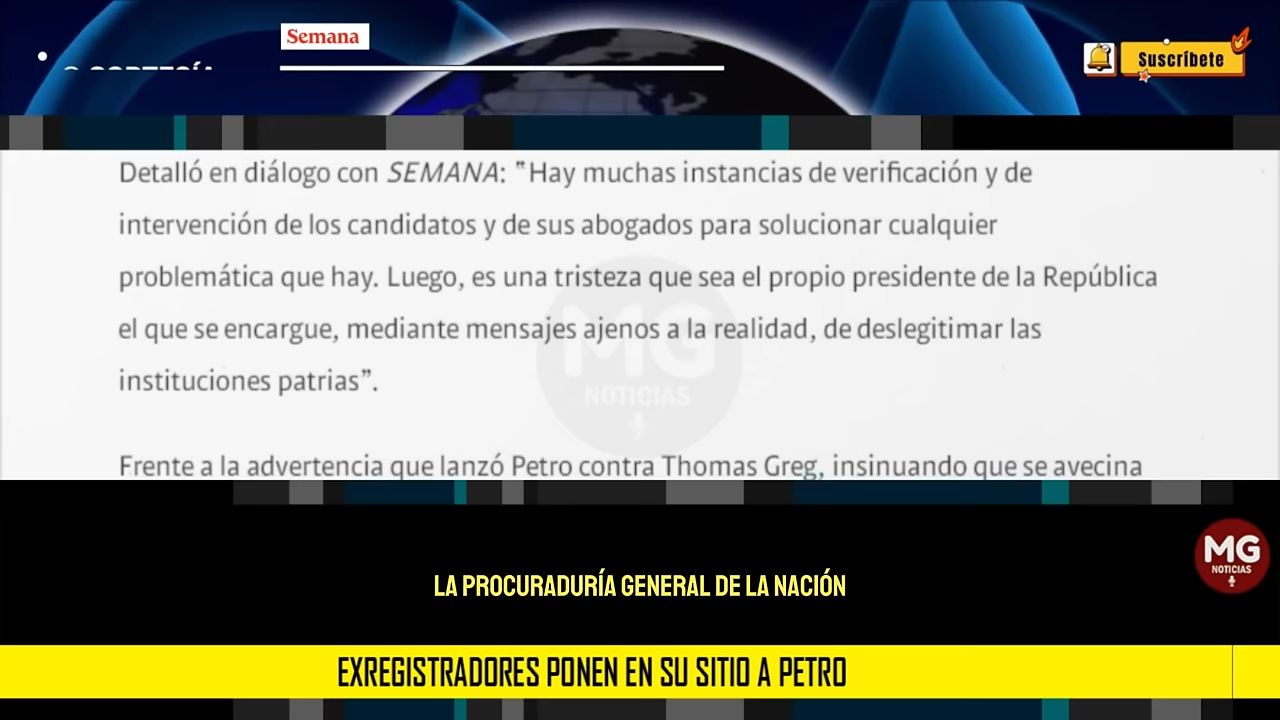 Semana
Suscríbete
Detalló en diálogo con SEMANA: “Hay muchas instancias de verificación y de
intervención de los candidatos y de sus abogados para solucionar cualquier
problemática que hay. Luego, es una tristeza que sea el propio presidente de la República
el que se encargue, mediante mensajes ajenos a la realidad, de deslegitimar las
instituciones patrias”.
MG
NOTICIAS
Frente a la advertencia que lanzó Petro contra Thomas Greg, insinuando que se avecina
MG
NOTICIAS
LA PROCURADURÍA GENERAL DE LA NACIÓN
EXREGISTRADORES PONEN EN SU SITIO A PETRO